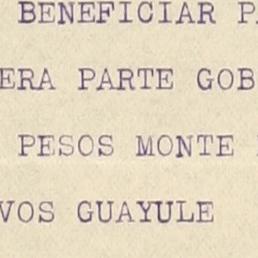 BENEFICIAR P
ERA PARTE GOB
PESOS MONTE
VOS GUAYULE